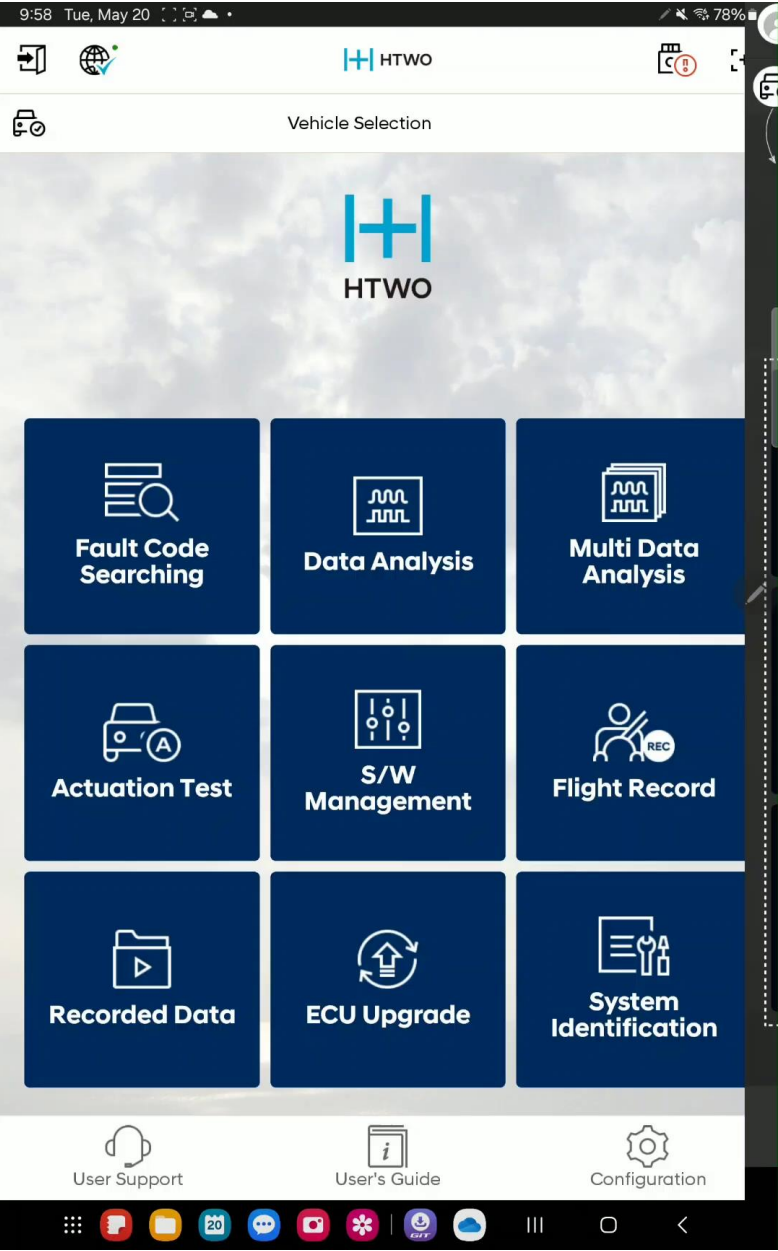 9:58 Tue, May 20 78%
HTWO
Vehicle Selection
HTWO
Fault Code
Searching
Data Analysis
Multi Data
Analysis
A
Actuation Test
S/W
Management
REC
Flight Record
Recorded Data
ECU Upgrade
System
Identification
i
User Support
User's Guide
Configuration
20
GIT